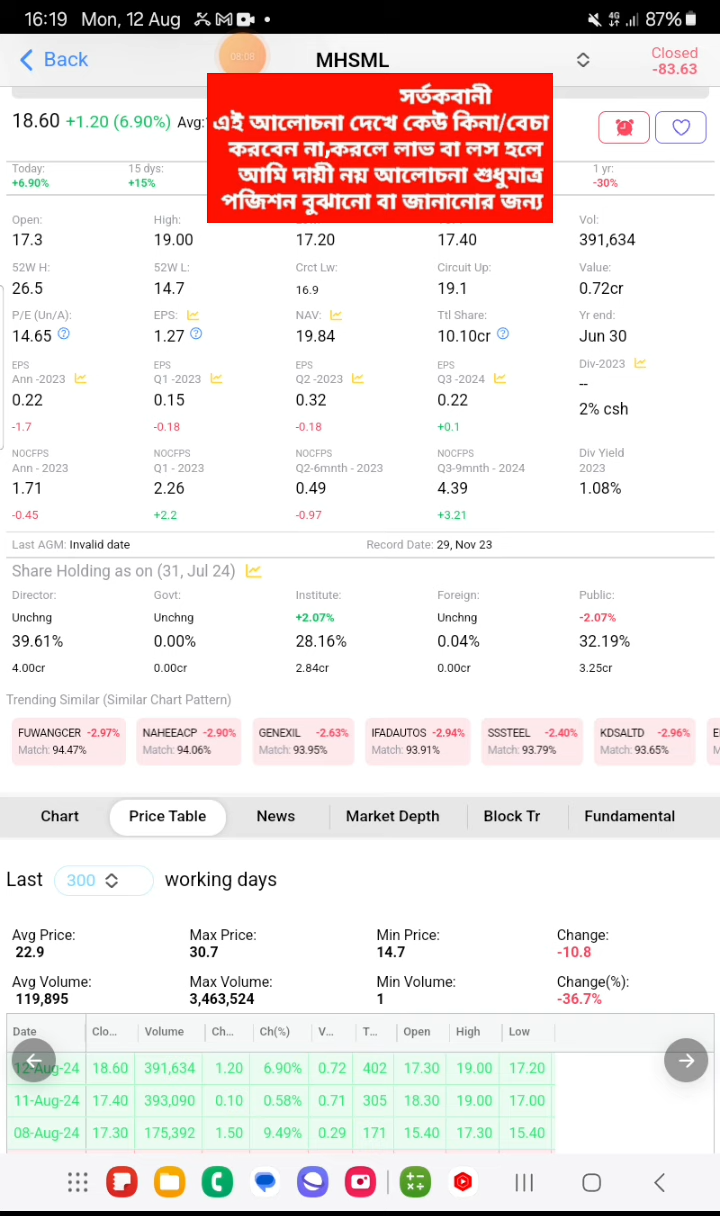 16:19 Mon, 12 Aug 4G 87%
Back MHSML Closed
-83.63
08:08
18.60 +1.20 (6.90%) Avg:
সর্তকবানী
এই আলোচনা দেখে কেউ কিনা/বেচা
করবেন না,করলে লাভ বা লস হলে
আমি দায়ী নয় আলোচনা শুধুমাত্র
পজিশন বুঝানো বা জানানোর জন্য
Today: 15 dys: 1 yr:
+6.90% +15% -30%
Open: High: Vol:
17.3 19.00 17.20 17.40 391,634
52W H: 52W L: Crct Lw: Circuit Up: Value:
26.5 14.7 16.9 19.1 0.72cr
P/E (Un/A): EPS: NAV: Ttl Share: Yr end:
14.65 1.27 19.84 10.10cr Jun 30
EPS EPS EPS EPS Div-2023
Ann -2023 Q1 -2023 Q2 -2023 Q3 -2024 --
0.22 0.15 0.32 0.22 2% csh
-1.7 -0.18 -0.18 +0.1
NOCFPS NOCFPS NOCFPS NOCFPS Div Yield
Ann - 2023 Q1 - 2023 Q2-6mnth - 2023 Q3-9mnth - 2024 2023
1.71 2.26 0.49 4.39 1.08%
-0.45 +2.2 -0.97 +3.21
Last AGM: Invalid date Record Date: 29, Nov 23
Share Holding as on (31, Jul 24)
Director: Govt: Institute: Foreign: Public:
Unchng Unchng +2.07% Unchng -2.07%
39.61% 0.00% 28.16% 0.04% 32.19%
4.00cr 0.00cr 2.84cr 0.00cr 3.25cr
Trending Similar (Similar Chart Pattern)
FUWANGCER -2.97% NAHEEACP -2.90% GENEXIL -2.63% IFADAUTOS -2.94% SSSTEEL -2.40% KDSALTD -2.96%
Match: 94.47% Match: 94.06% Match: 93.95% Match: 93.91% Match: 93.79% Match: 93.65%
Chart Price Table News Market Depth Block Tr Fundamental
Last 300 working days
Avg Price: Max Price: Min Price: Change:
22.9 30.7 14.7 -10.8
Avg Volume: Max Volume: Min Volume: Change(%):
119,895 3,463,524 1 -36.7%
Date Clo... Volume Ch... Ch(%) V... T... Open High Low
12-Aug-24 18.60 391,634 1.20 6.90% 0.72 402 17.30 19.00 17.20
11-Aug-24 17.40 393,090 0.10 0.58% 0.71 305 18.30 19.00 17.00
08-Aug-24 17.30 175,392 1.50 9.49% 0.29 171 15.40 17.30 15.40